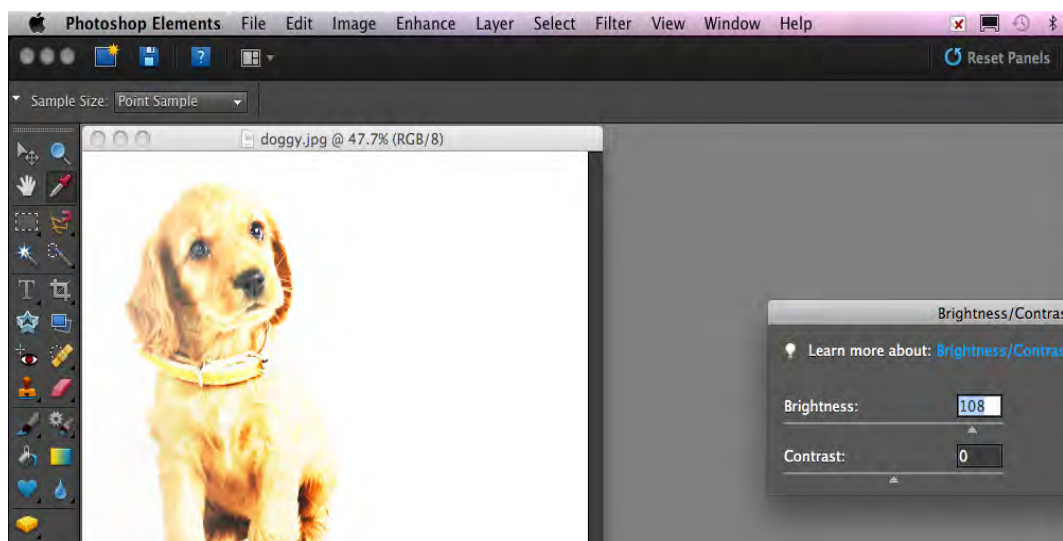 Photoshop Elements File Edit Image Enhance Layer Select Filter View Window Help
? Reset Panels
Sample Size: Point Sample
doggy.jpg @ 47.7% (RGB/8)
T
Brightness/Contras
Learn more about: Brightness/Contras
Brightness: 108
Contrast: 0